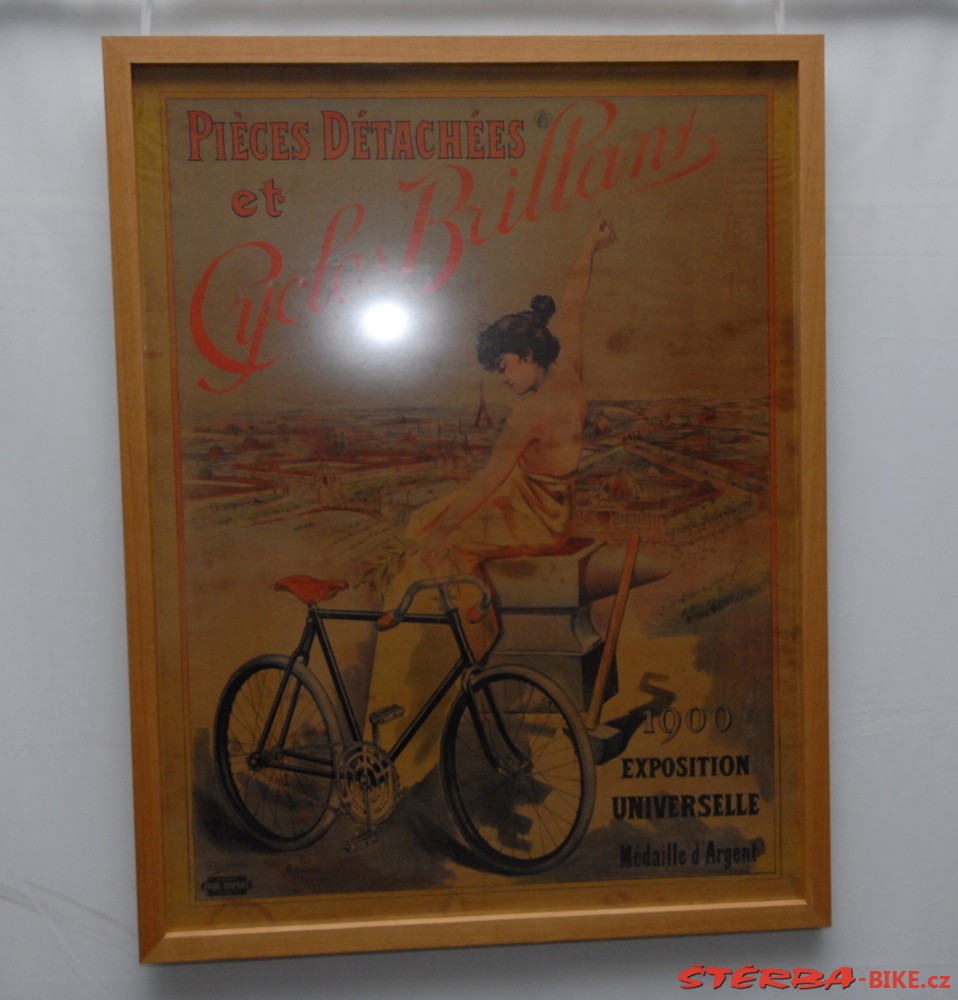 PIÈCES DÉTACHÉES
et
Cycles Brillant
1900
EXPOSITION
UNIVERSELLE
Médaille d'Argent
ŠTĚRBA-BIKE.cz